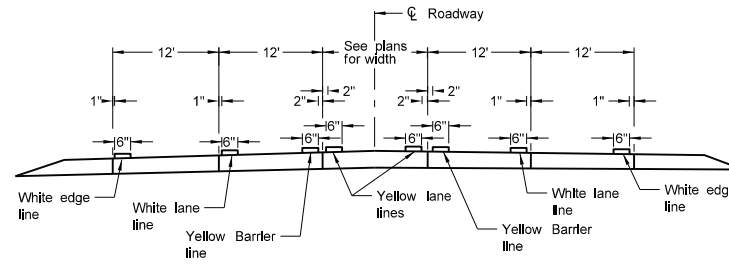 ℄ Roadway
12'
12'
See plans
for width
12'
12'
2"
2"
1"
1"
2"
2"
1"
1"
6"
6"
6"
6"
6"
6"
6"
6"
White edge
line
White lane
line
Yellow Barrier
line
Yellow lane
lines
Yellow Barrier
line
White lane
line
White edge
line